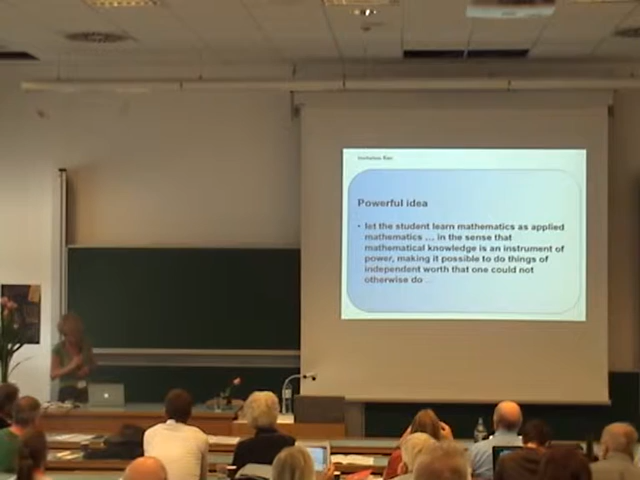 Powerful idea
• let the student learn mathematics as applied
mathematics ... in the sense that
mathematical knowledge is an instrument of
power, making it possible to do things of
independent worth that one could not
otherwise do ...